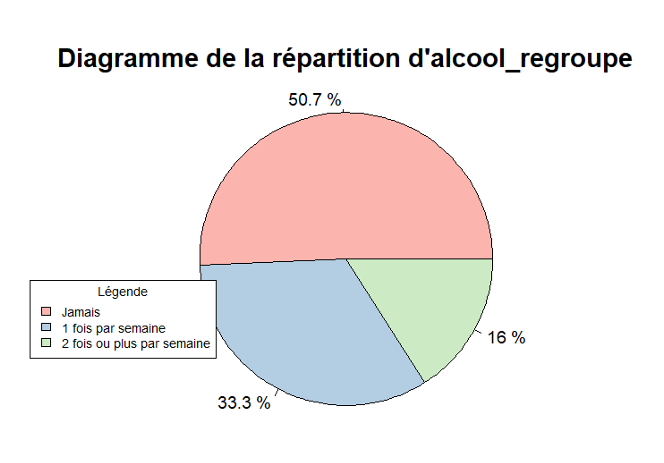 Diagramme de la répartition d'alcool_regroupe
50.7 %
Légende
Jamais
1 fois par semaine
2 fois ou plus par semaine
16 %
33.3 %